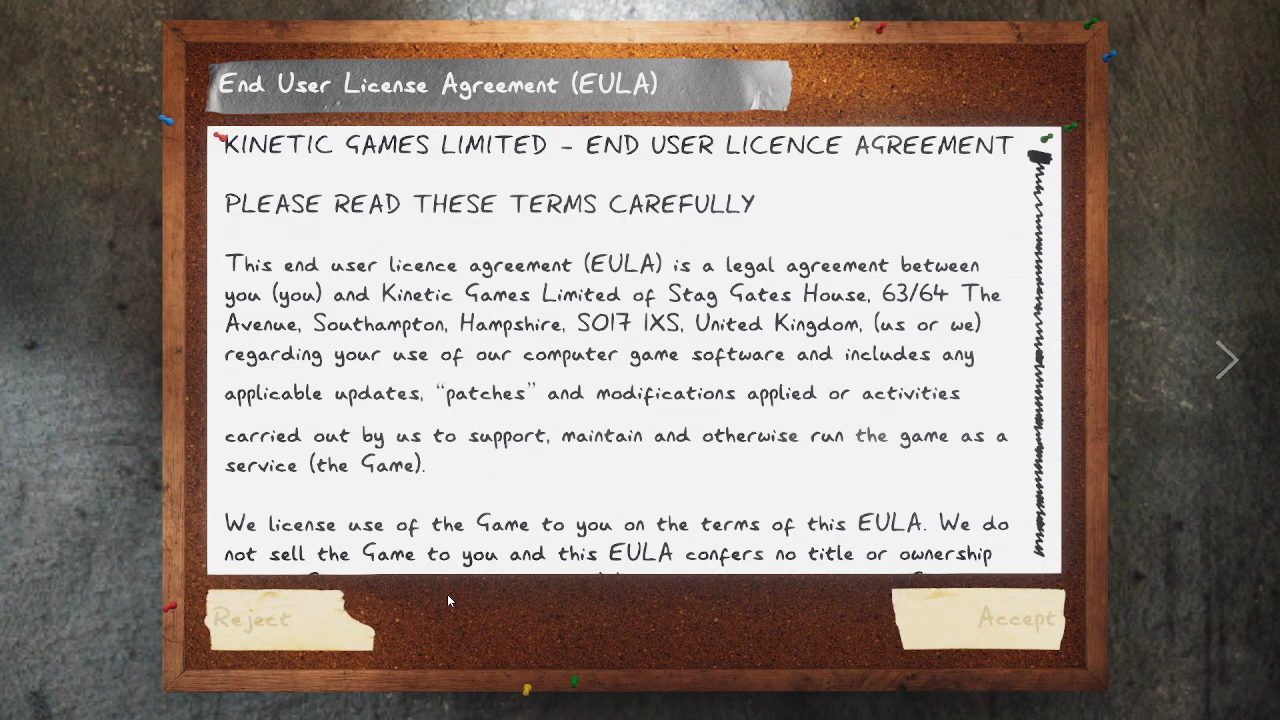 End User License Agreement (EULA)
KINETIC GAMES LIMITED – END USER LICENCE AGREEMENT
PLEASE READ THESE TERMS CAREFULLY
This end user licence agreement (EULA) is a legal agreement between
you (you) and Kinetic Games Limited of Stag Gates House, 63/64 The
Avenue, Southampton, Hampshire, SO17 1XS, United Kingdom, (us or we)
regarding your use of our computer game software and includes any
applicable updates, “patches” and modifications applied or activities
carried out by us to support, maintain and otherwise run the game as a
service (the Game).
We license use of the Game to you on the terms of this EULA. We do
not sell the Game to you and this EULA confers no title or ownership
Reject
Accept